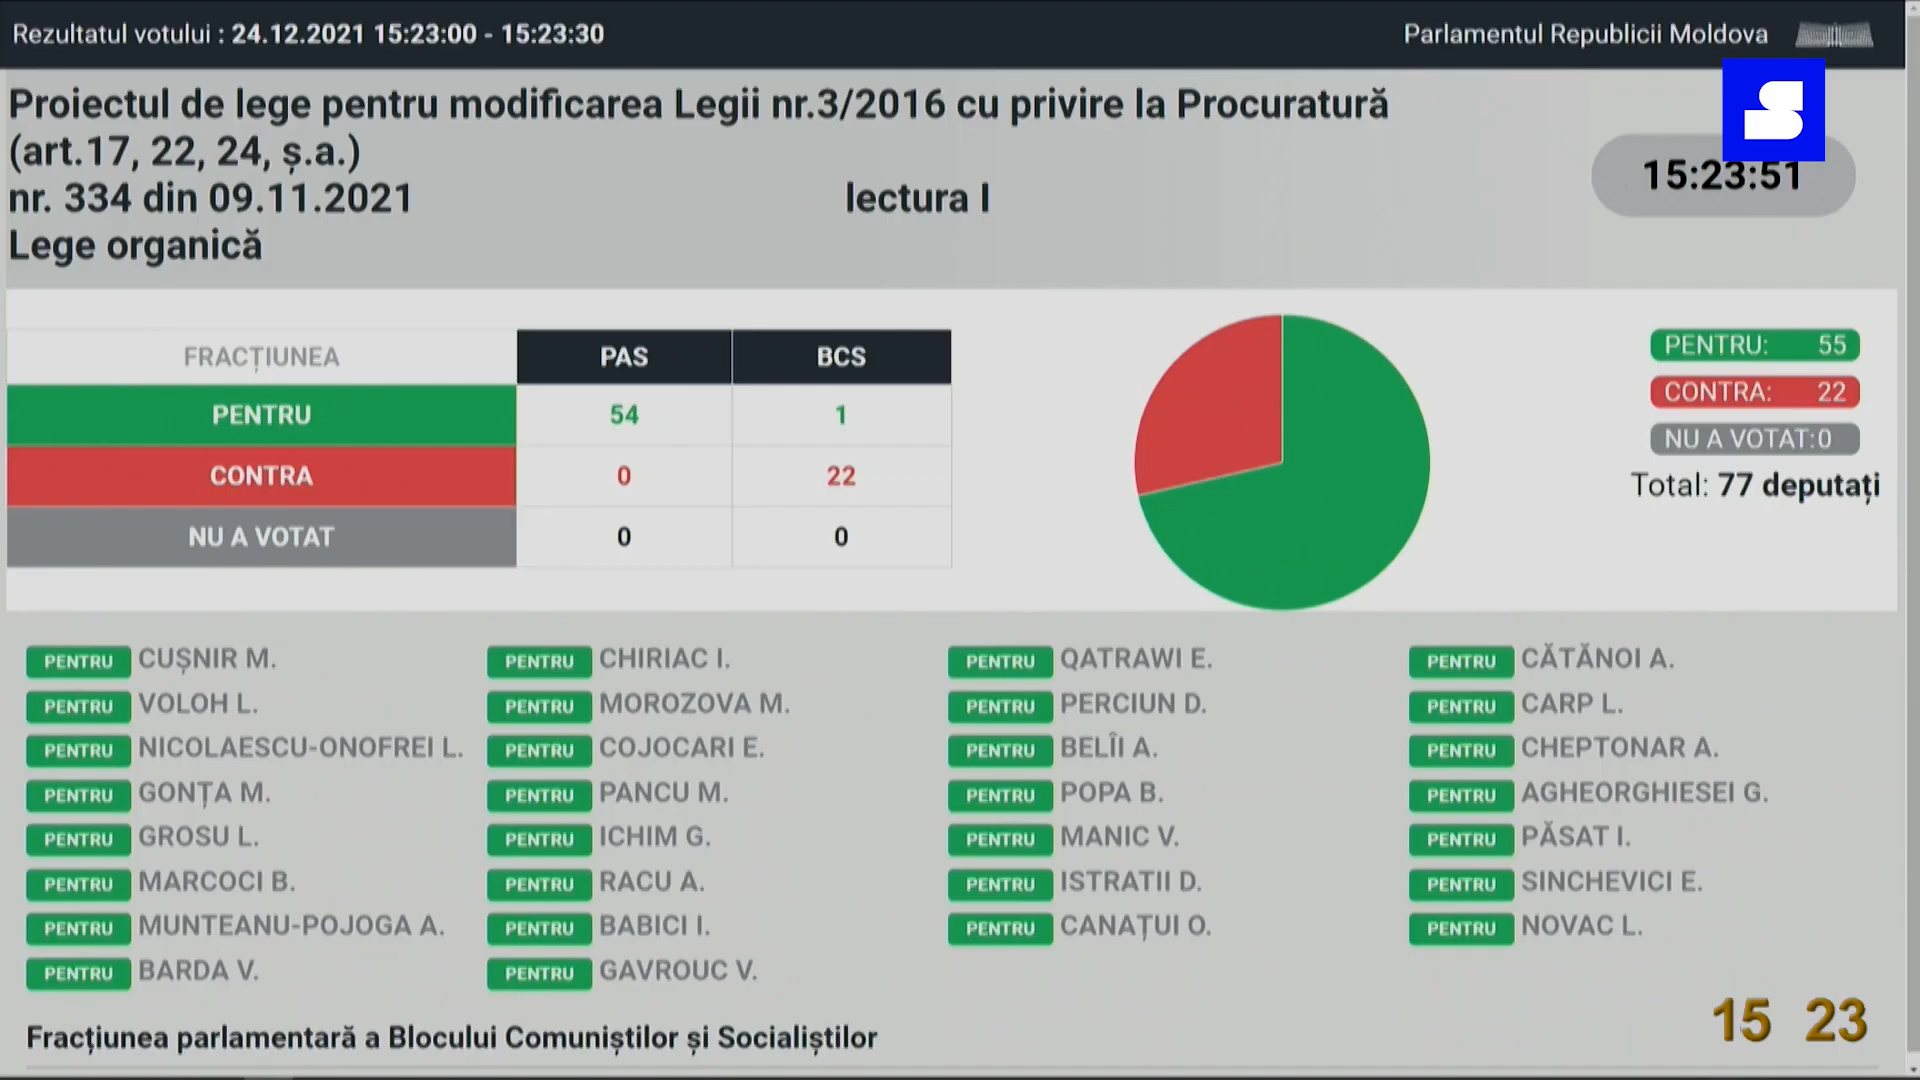 Rezultatul votului : 24.12.2021 15:23:00 - 15:23:30
Parlamentul Republicii Moldova
Proiectul de lege pentru modificarea Legii nr.3/2016 cu privire la Procuratură
(art.17, 22, 24, ș.a.)
nr. 334 din 09.11.2021 lectura I
Lege organică
15:23:51
FRACȚIUNEA PAS BCS
PENTRU 54 1
CONTRA 0 22
NU A VOTAT 0 0
PENTRU: 55
CONTRA: 22
NU A VOTAT:0
Total: 77 deputați
PENTRU CUȘNIR M. PENTRU CHIRIAC I. PENTRU QATRAWI E. PENTRU CĂTĂNOI A.
PENTRU VOLOH L. PENTRU MOROZOVA M. PENTRU PERCIUN D. PENTRU CARP L.
PENTRU NICOLAESCU-ONOFREI L. PENTRU COJOCARI E. PENTRU BELÎI A. PENTRU CHEPTONAR A.
PENTRU GONȚA M. PENTRU PANCU M. PENTRU POPA B. PENTRU AGHEORGHIESEI G.
PENTRU GROSU L. PENTRU ICHIM G. PENTRU MANIC V. PENTRU PĂSAT I.
PENTRU MARCOCI B. PENTRU RACU A. PENTRU ISTRATII D. PENTRU SINCHEVICI E.
PENTRU MUNTEANU-POJOGA A. PENTRU BABICI I. PENTRU CANAȚUI O. PENTRU NOVAC L.
PENTRU BARDA V. PENTRU GAVROUC V.
Fracțiunea parlamentară a Blocului Comuniștilor și Socialiștilor
15 23